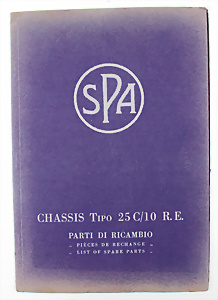 SPA
CHASSIS TIPO 25 C/10 R.E.
PARTI DI RICAMBIO
„ PIÈCES DE RECHANGE „
„ LIST OF SPARE PARTS „